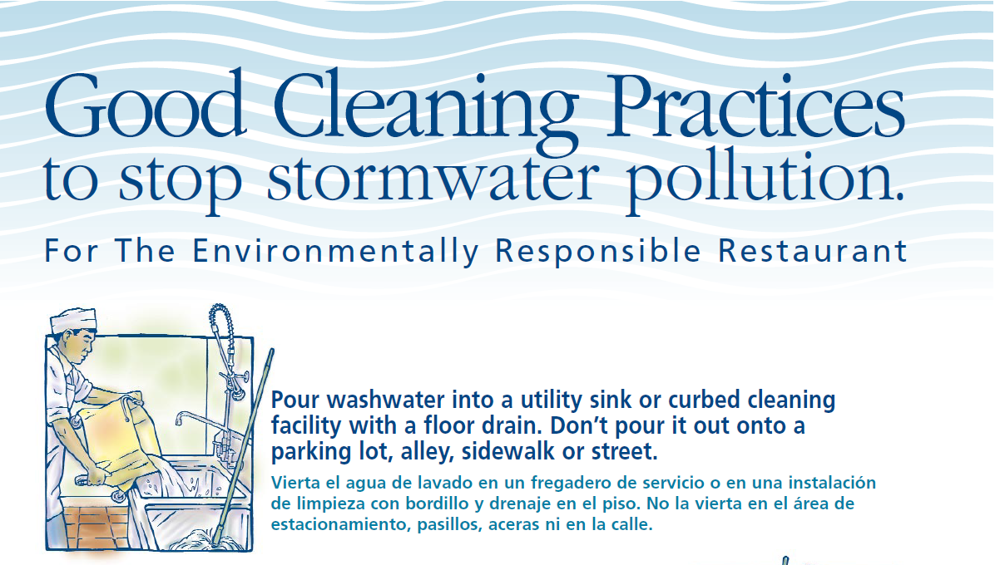 Good Cleaning Practices
to stop stormwater pollution.
For The Environmentally Responsible Restaurant
Pour washwater into a utility sink or curbed cleaning
facility with a floor drain. Don’t pour it out onto a
parking lot, alley, sidewalk or street.
Vierta el agua de lavado en un fregadero de servicio o en una instalación
de limpieza con bordillo y drenaje en el piso. No la vierta en el área de
estacionamiento, pasillos, aceras ni en la calle.